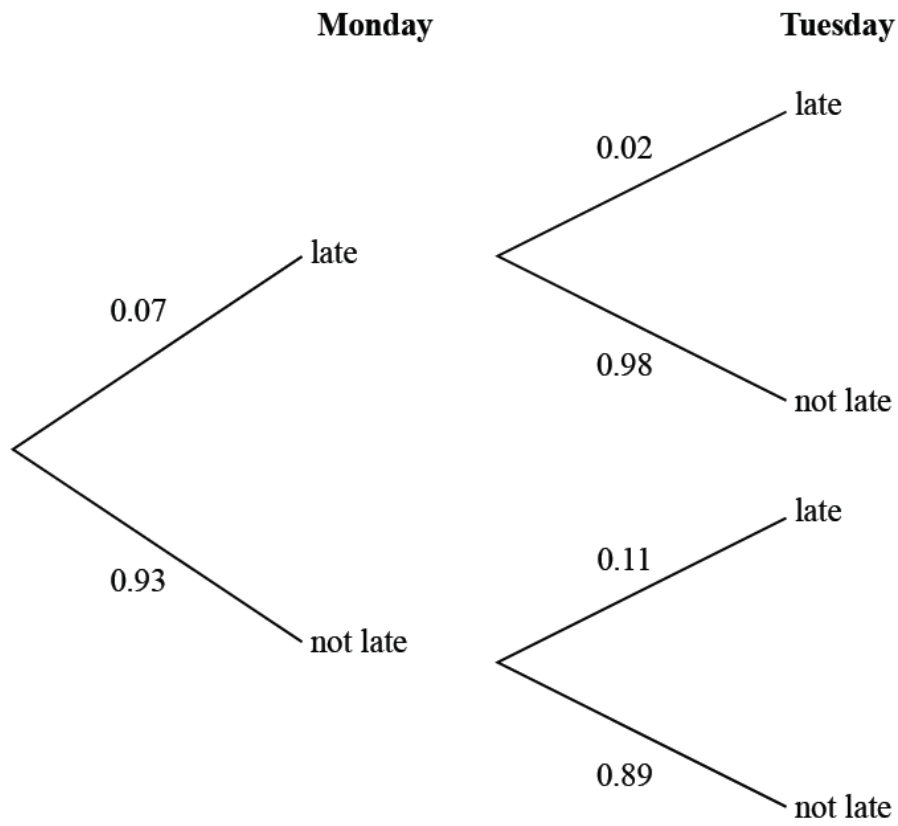 Monday Tuesday
late
0.02
late
0.07
0.98
not late
late
0.11
0.93
not late
0.89
not late